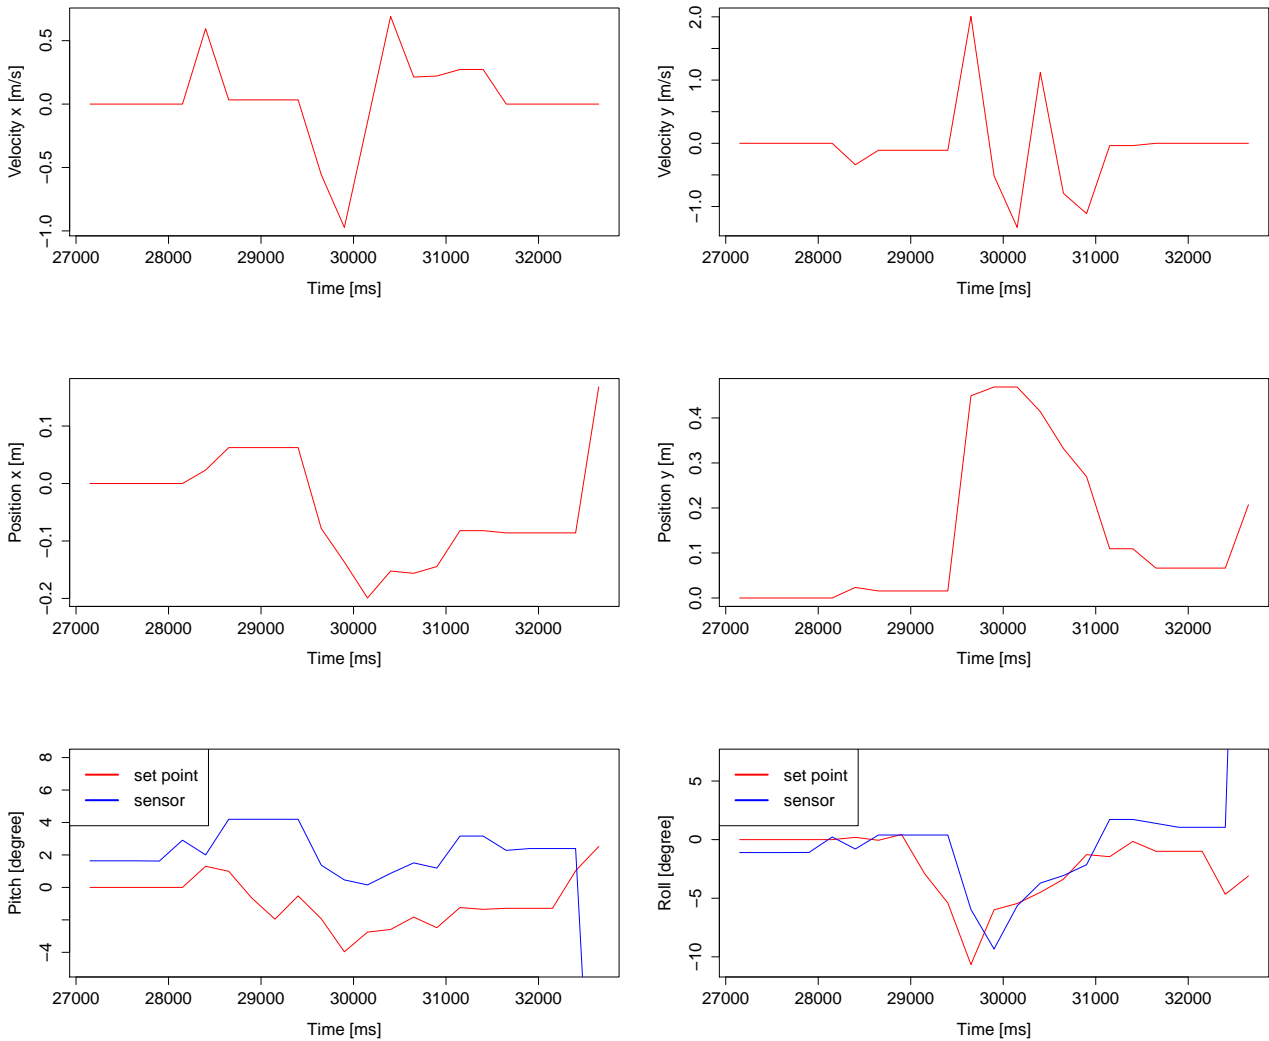 Velocity x [m/s]
0.5
0.0
−0.5
−1.0
27000 28000 29000 30000 31000 32000
Time [ms]
Velocity y [m/s]
2.0
1.0
0.0
−1.0
27000 28000 29000 30000 31000 32000
Time [ms]
Position x [m]
0.1
0.0
−0.1
−0.2
27000 28000 29000 30000 31000 32000
Time [ms]
Position y [m]
0.4
0.3
0.2
0.1
0.0
27000 28000 29000 30000 31000 32000
Time [ms]
Pitch [degree]
8
6
4
2
0
−4
set point
sensor
27000 28000 29000 30000 31000 32000
Time [ms]
Roll [degree]
5
0
−5
−10
set point
sensor
27000 28000 29000 30000 31000 32000
Time [ms]